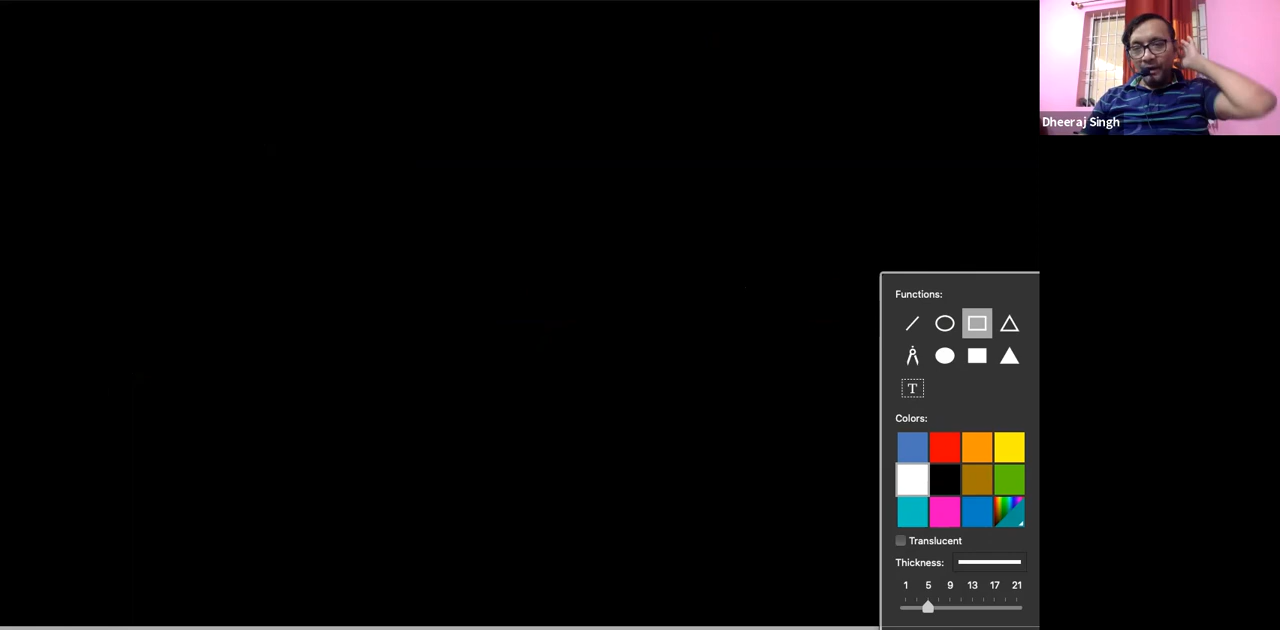 Dheeraj Singh
Functions:
T
Colors:
Translucent
Thickness:
1 5 9 13 17 21